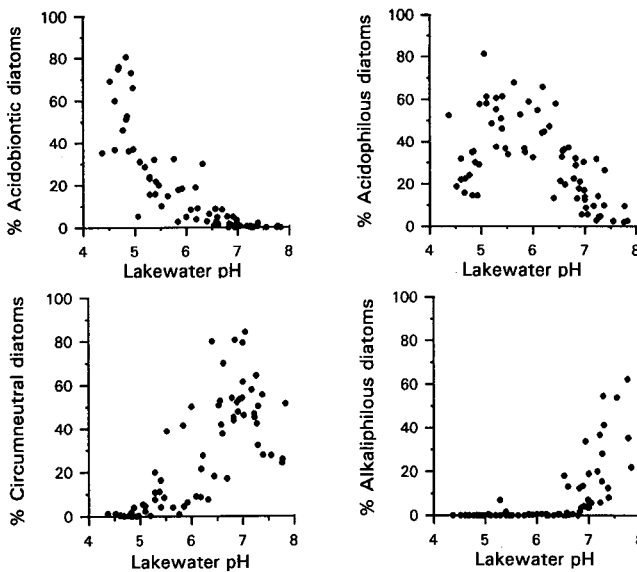 % Acidobiontic diatoms
100
80
60
40
20
0
4 5 6 7 8
Lakewater pH
% Acidophilous diatoms
100
80
60
40
20
0
4 5 6 7 8
Lakewater pH
% Circumneutral diatoms
100
80
60
40
20
0
4 5 6 7 8
Lakewater pH
% Alkaliphilous diatoms
100
80
60
40
20
0
4 5 6 7 8
Lakewater pH